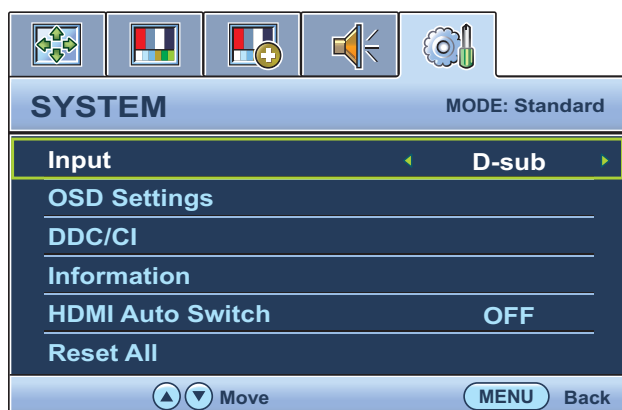 SYSTEM MODE: Standard
Input D-sub
OSD Settings
DDC/CI
Information
HDMI Auto Switch OFF
Reset All
Move MENU Back